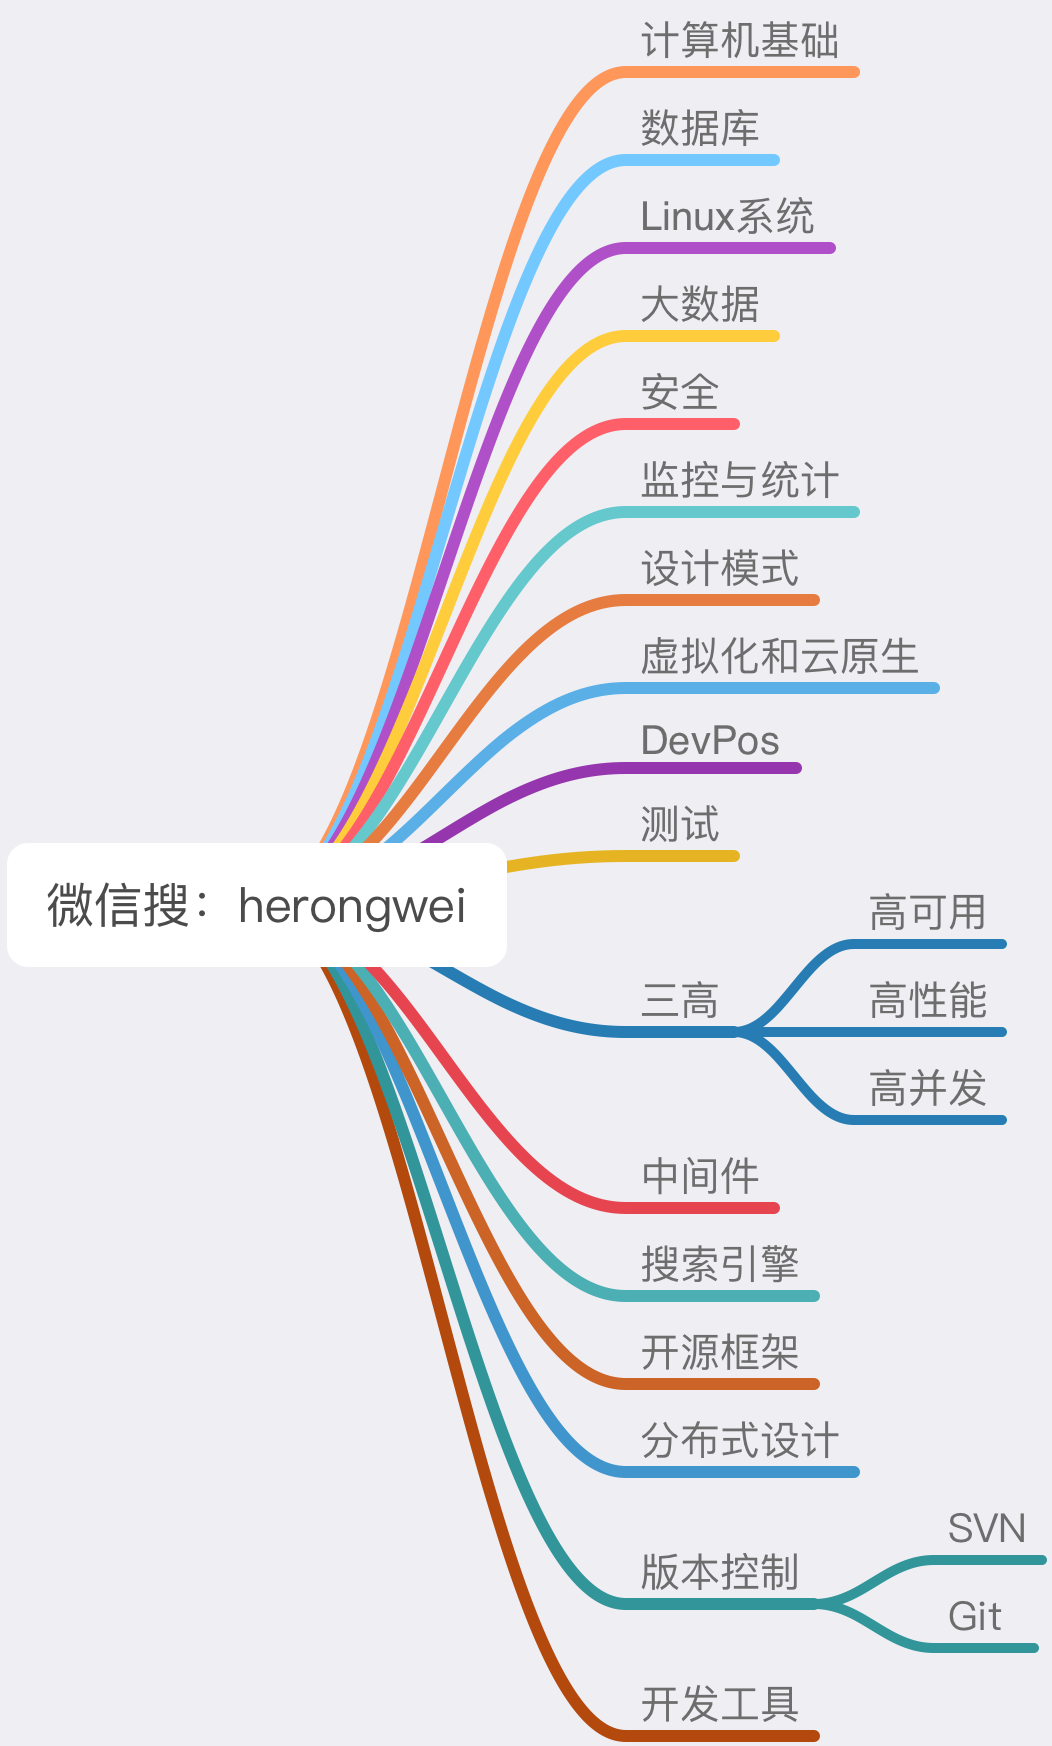 计算机基础
数据库
Linux系统
大数据
安全
监控与统计
设计模式
虚拟化和云原生
DevPos
测试
微信搜：herongwei
三高
高可用
高性能
高并发
中间件
搜索引擎
开源框架
分布式设计
版本控制
SVN
Git
开发工具